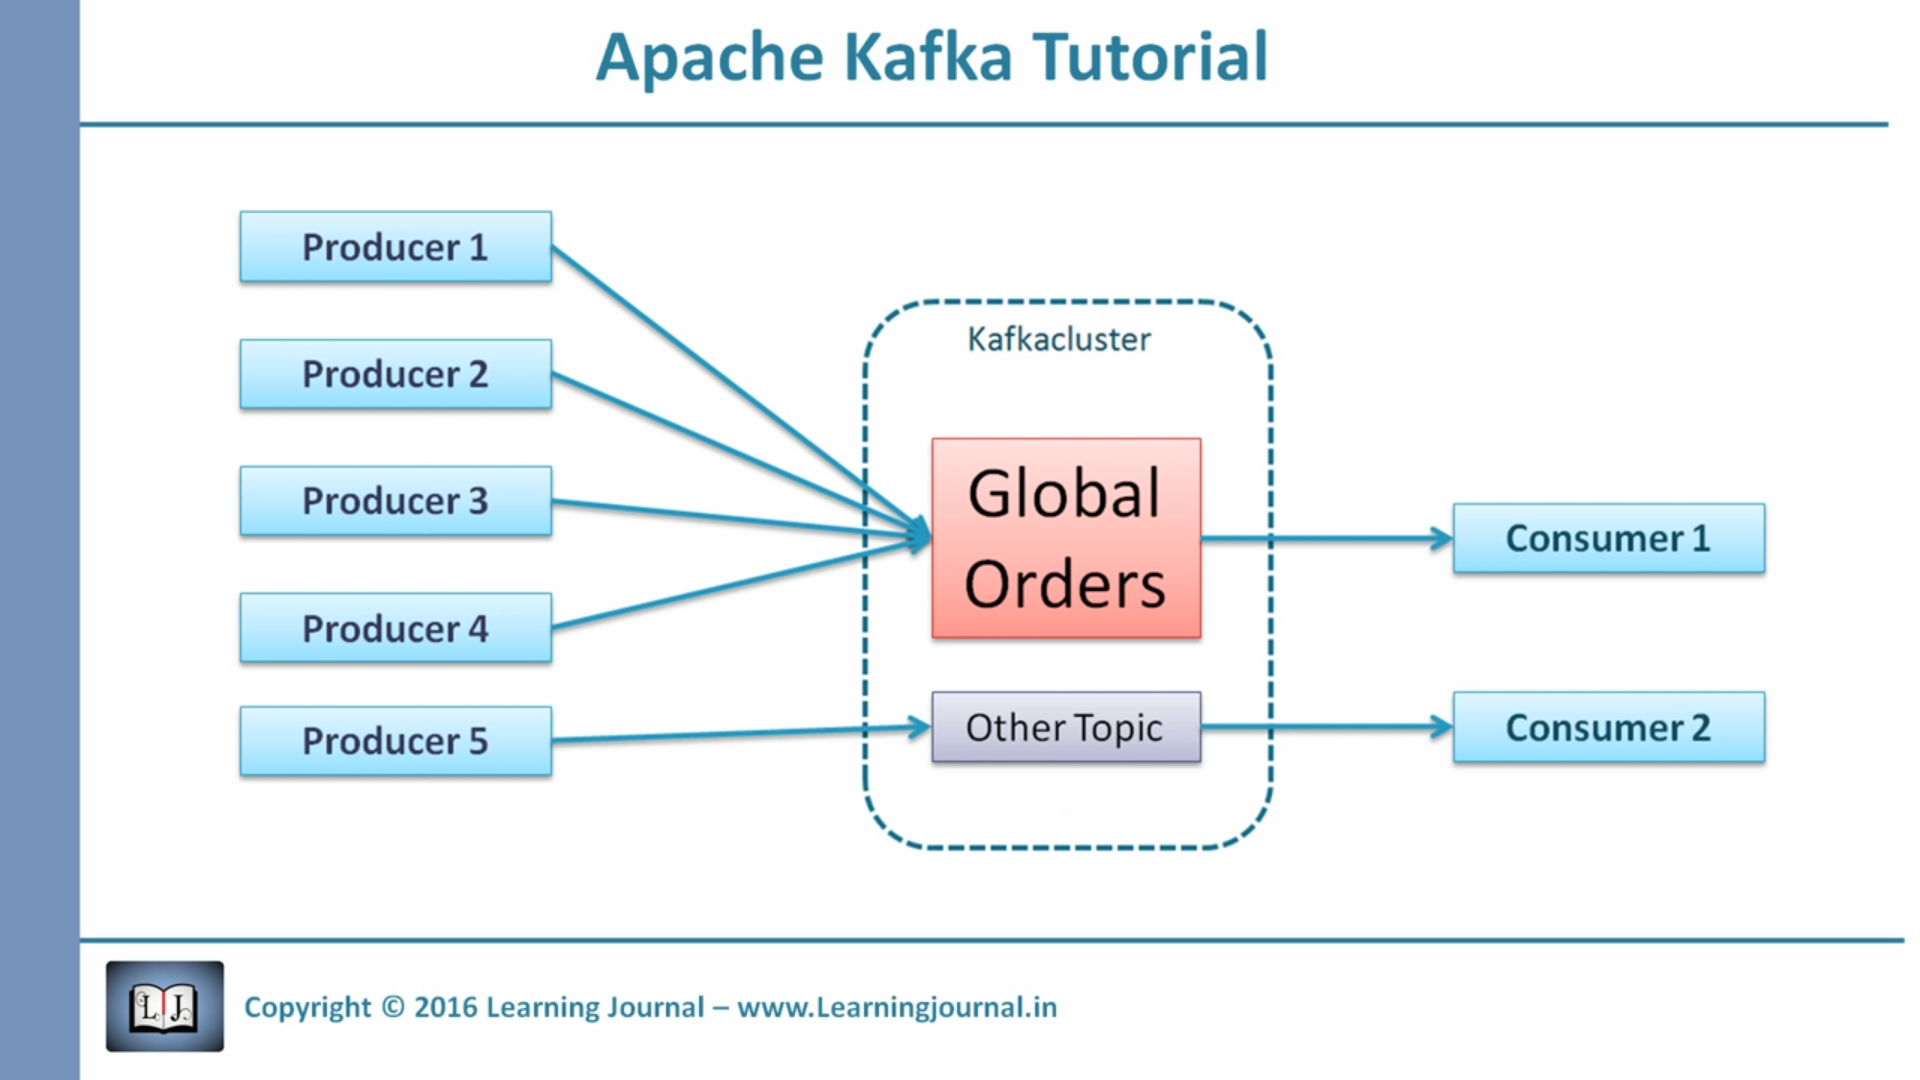 Apache Kafka Tutorial
Producer 1
Producer 2
Producer 3
Producer 4
Producer 5
Kafkacluster
Global
Orders
Other Topic
Consumer 1
Consumer 2
LJ
Copyright © 2016 Learning Journal – www.Learningjournal.in